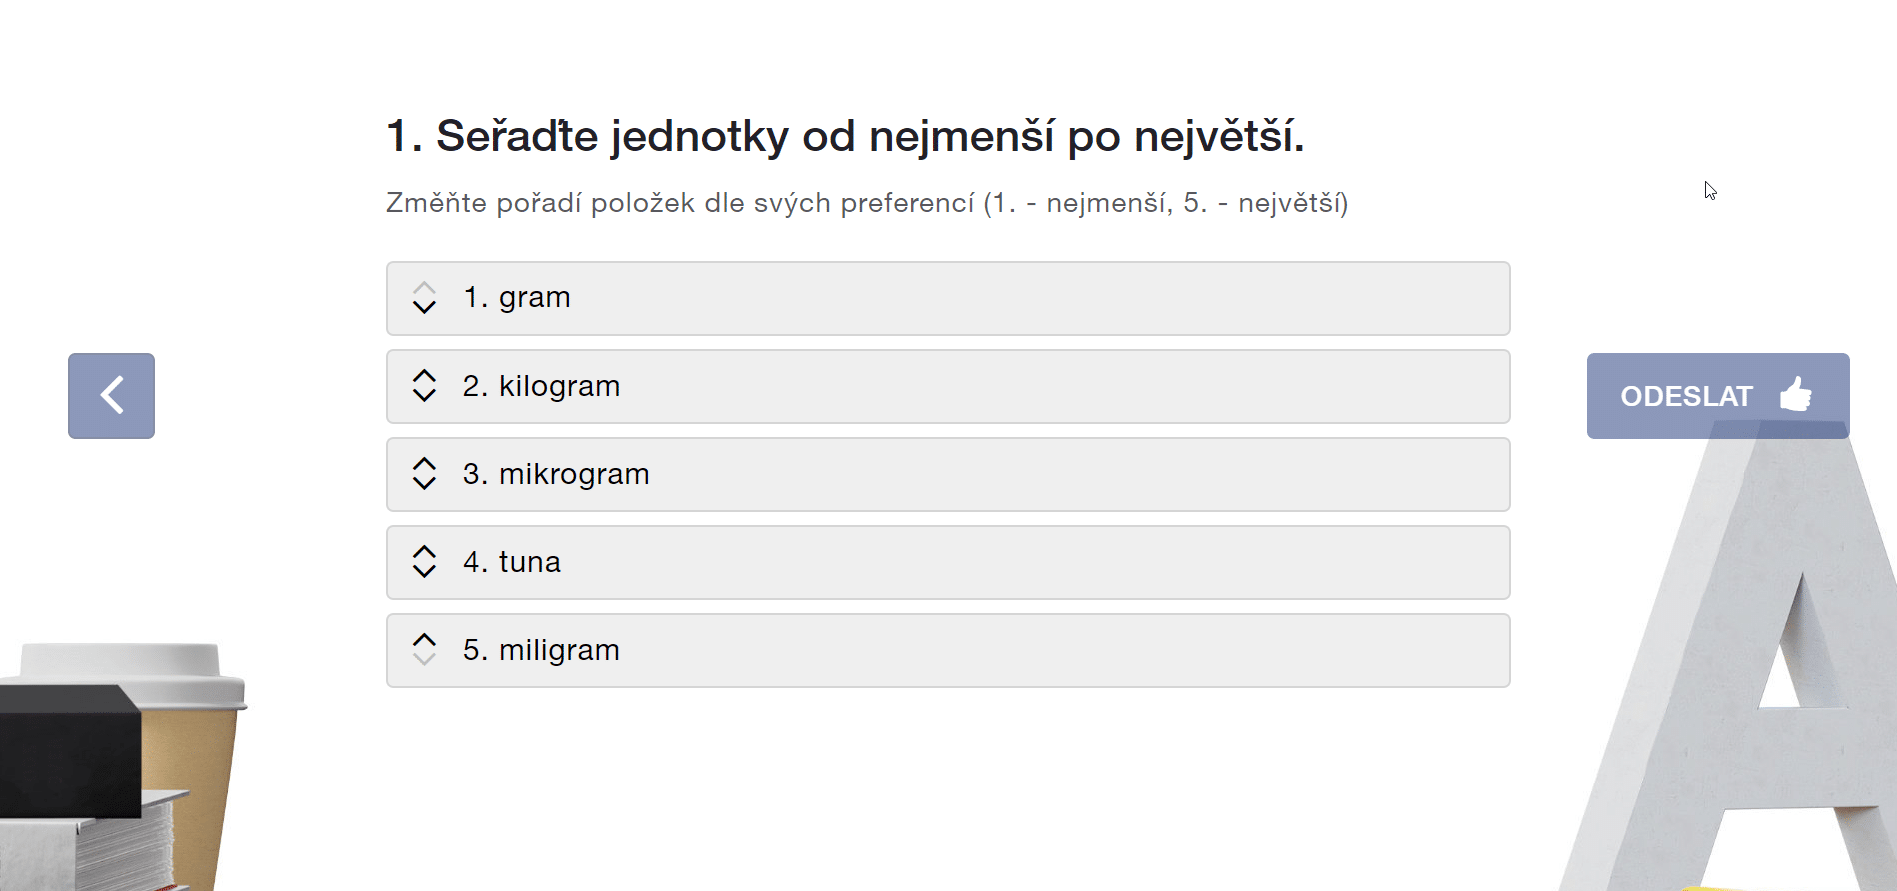 1. Seřaďte jednotky od nejmenší po největší.
Změňte pořadí položek dle svých preferencí (1. - nejmenší, 5. - největší)
1. gram
2. kilogram
3. mikrogram
4. tuna
5. miligram
ODESLAT